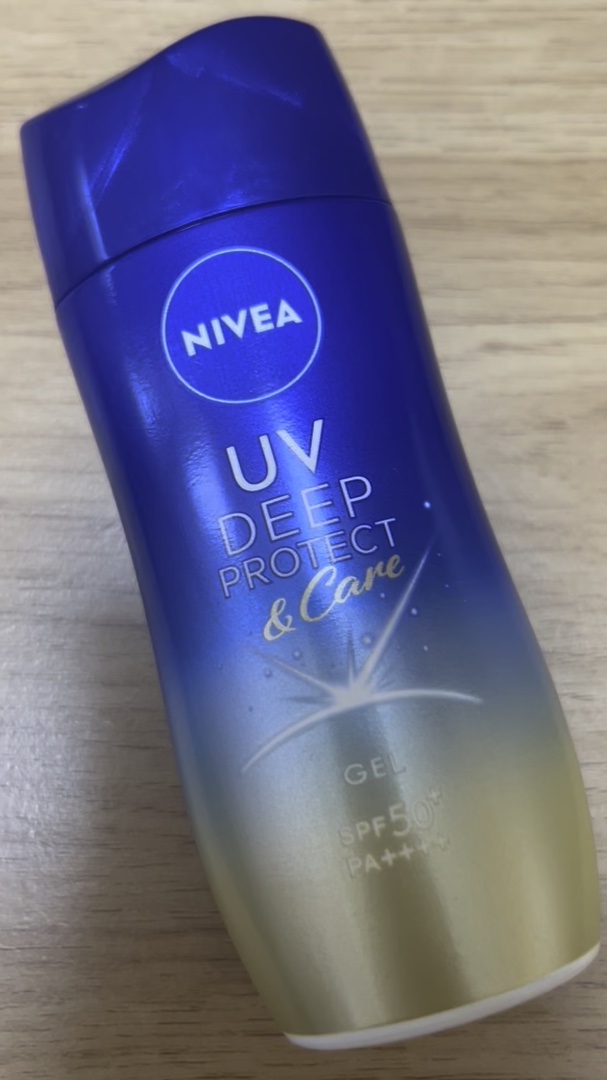 NIVEA
UV
DEEP
PROTECT
& Care
GEL
SPF50+
PA++++